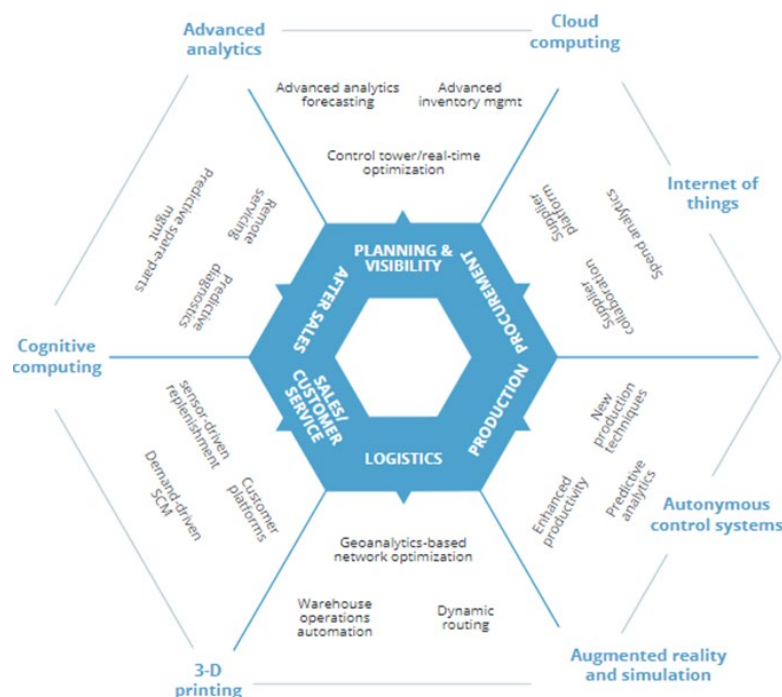 Advanced
analytics
Cloud
computing
Advanced analytics
forecasting
Advanced
inventory mgmt
Control tower/real-time
optimization
Internet of
things
Predictive spare-parts
mgmt
Remote
servicing
Predictive
diagnostics
Supplier
platform
Spend analytics
Supplier
collaboration
PLANNING &
VISIBILITY
AFTER SALES
PROCUREMENT
Cognitive
computing
SALES/
CUSTOMER
SERVICE
PRODUCTION
LOGISTICS
sensor-driven
replenishment
Demand-driven
SCM
Customer
platforms
New
production
techniques
Enhanced
productivity
Predictive
analytics
Autonymous
control systems
Geoanalytics-based
network optimization
Warehouse
operations
automation
Dynamic
routing
3-D
printing
Augmented reality
and simulation